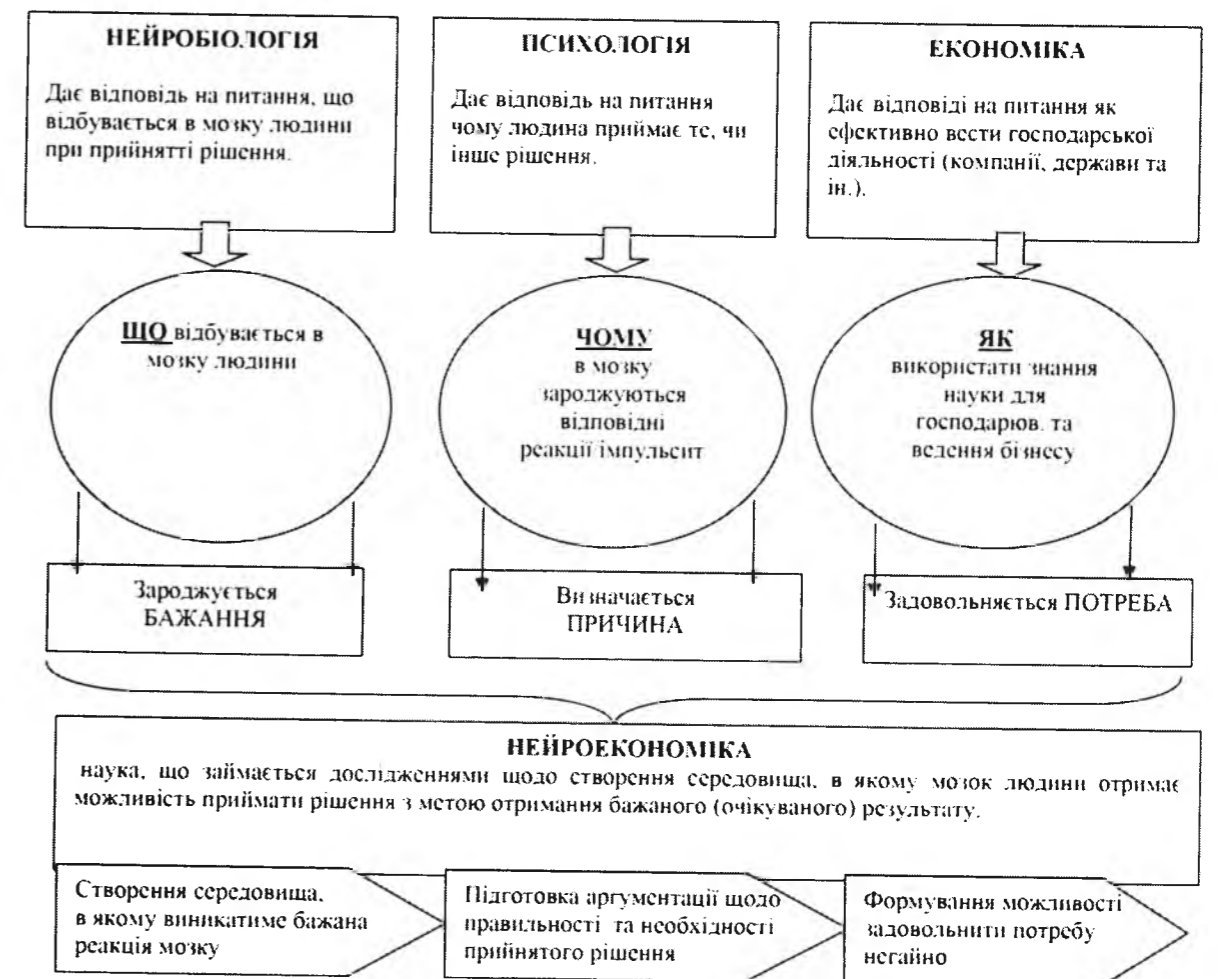 НЕЙРОБІОЛОГІЯ
Дає відповідь на питання, що
відбувається в мозку людини
при прийнятті рішення.
ПСИХОЛОГІЯ
Дає відповідь на питання
чому людина приймає те, чи
інше рішення.
ЕКОНОМІКА
Дає відповіді на питання як
ефективно вести господарської
діяльності (компанії, держави та
ін.).
ЩО відбувається в
мозку людини
ЧОМУ
в мозку
зароджуються
відповідні
реакції імпульсит
ЯК
використати знання
науки для
господарюв. та
ведення бізнесу
Зароджується
БАЖАННЯ
Визначається
ПРИЧИНА
Задовольняється ПОТРЕБА
НЕЙРОЕКОНОМІКА
наука, що займається дослідженнями щодо створення середовища, в якому мозок людини отримає
можливість приймати рішення з метою отримання бажаного (очікуваного) результату.
Створення середовища,
в якому виникатиме бажана
реакція мозку
Підготовка аргументації щодо
правильності та необхідності
прийнятого рішення
Формування можливості
задовольнити потребу
негайно